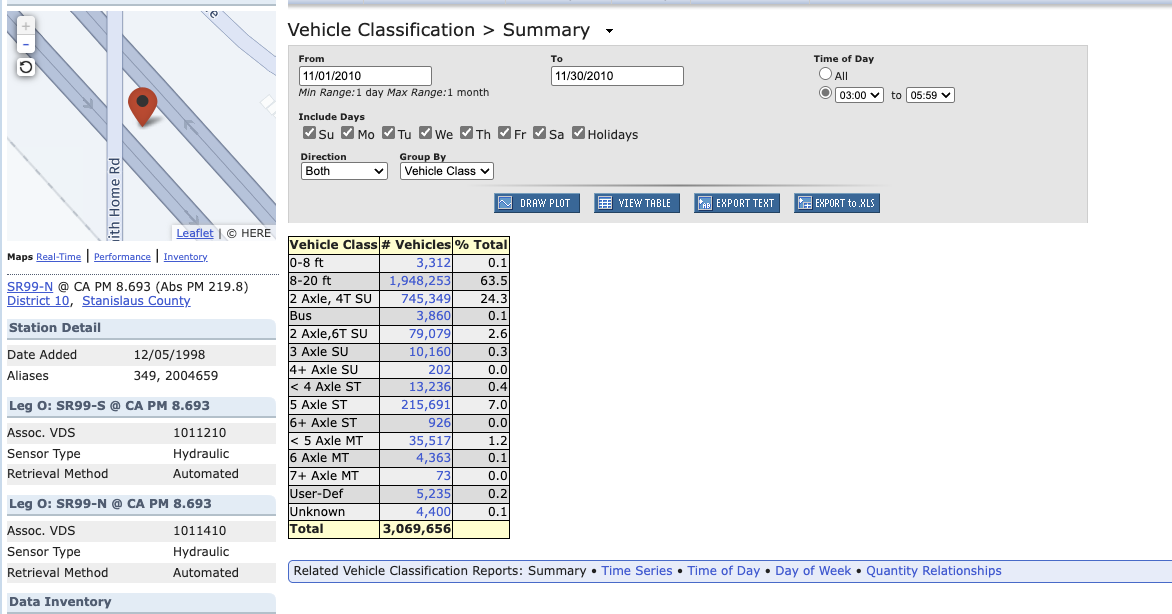 +
−
ith Home Rd
Leaflet | © HERE
Maps Real-Time | Performance | Inventory
SR99-N @ CA PM 8.693 (Abs PM 219.8)
District 10, Stanislaus County
Station Detail
Date Added 12/05/1998
Aliases 349, 2004659
Leg O: SR99-S @ CA PM 8.693
Assoc. VDS 1011210
Sensor Type Hydraulic
Retrieval Method Automated
Leg O: SR99-N @ CA PM 8.693
Assoc. VDS 1011410
Sensor Type Hydraulic
Retrieval Method Automated
Data Inventory
Vehicle Classification > Summary
From To Time of Day
11/01/2010 11/30/2010 All
Min Range:1 day Max Range:1 month 03:00 to 05:59
Include Days
Su Mo Tu We Th Fr Sa Holidays
Direction Group By
Both Vehicle Class
DRAW PLOT VIEW TABLE EXPORT TEXT EXPORT to .XLS
Vehicle Class # Vehicles % Total
0-8 ft 3,312 0.1
8-20 ft 1,948,253 63.5
2 Axle, 4T SU 745,349 24.3
Bus 3,860 0.1
2 Axle,6T SU 79,079 2.6
3 Axle SU 10,160 0.3
4+ Axle SU 202 0.0
< 4 Axle ST 13,236 0.4
5 Axle ST 215,691 7.0
6+ Axle ST 926 0.0
< 5 Axle MT 35,517 1.2
6 Axle MT 4,363 0.1
7+ Axle MT 73 0.0
User-Def 5,235 0.2
Unknown 4,400 0.1
Total 3,069,656
Related Vehicle Classification Reports: Summary • Time Series • Time of Day • Day of Week • Quantity Relationships